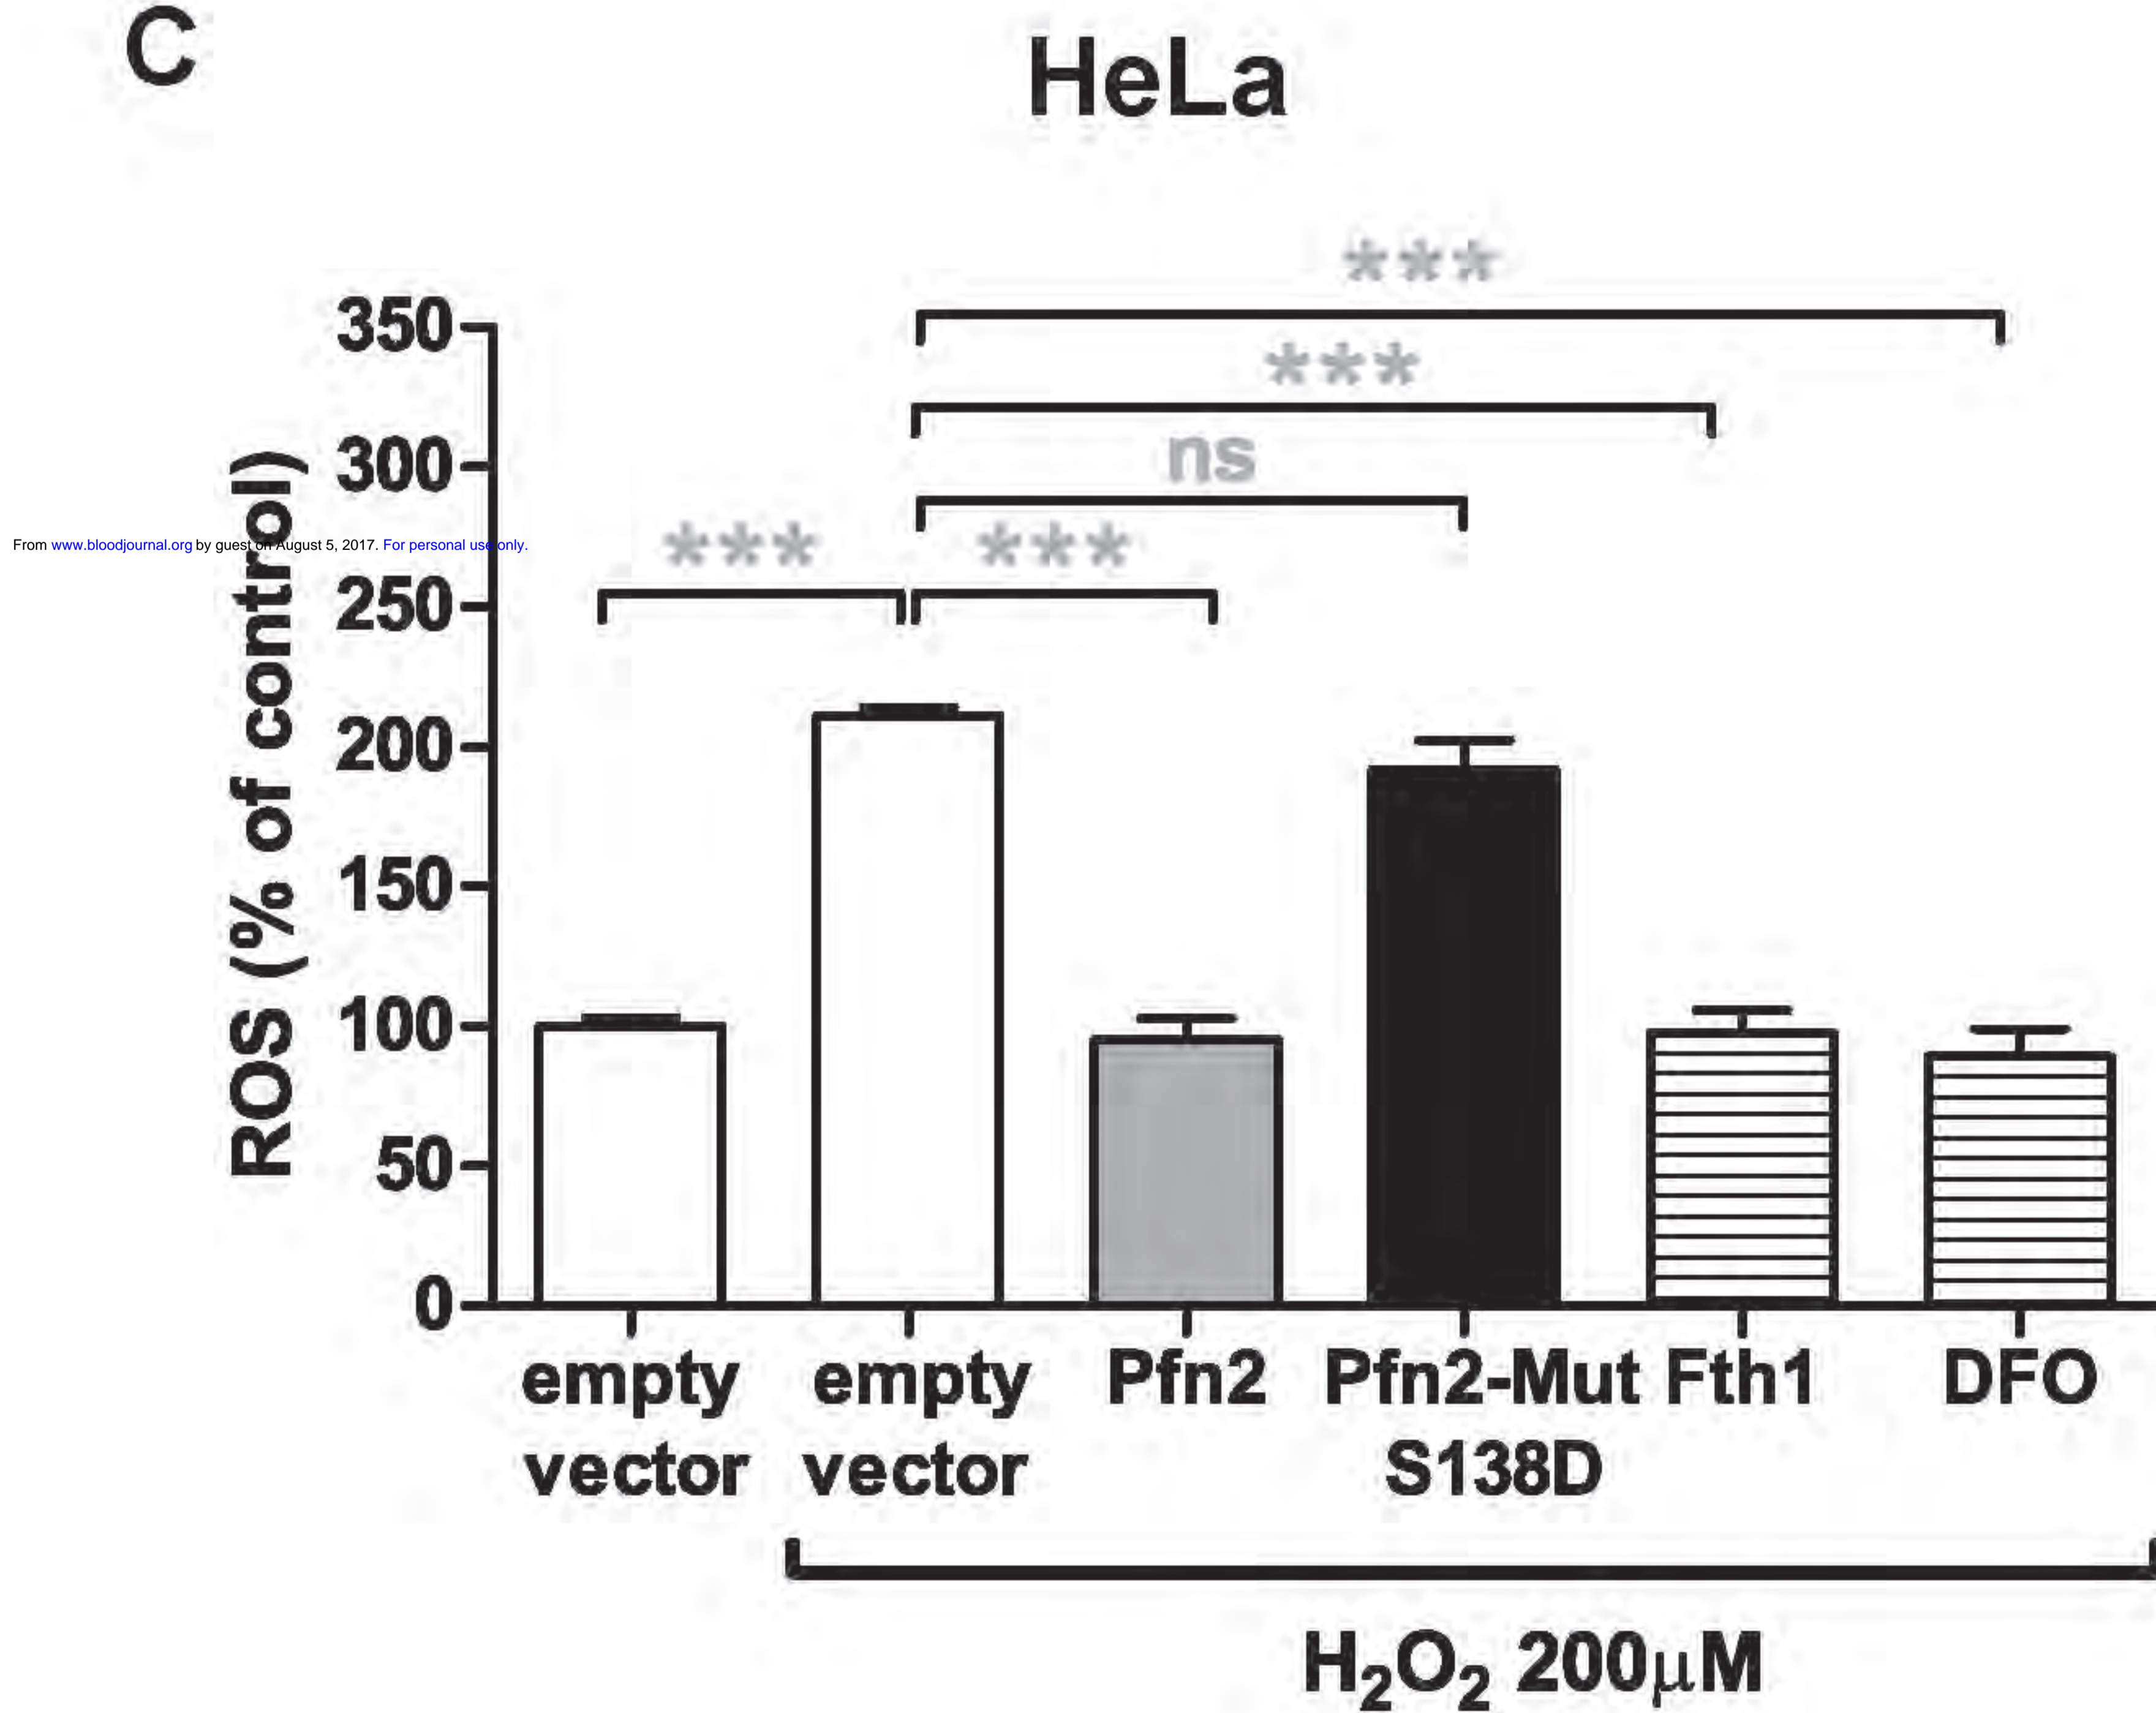 C
HeLa
***
***
ns
*** ***
350
300
250
200
150
100
50
0
ROS (% of control)
From www.bloodjournal.org by guest on August 5, 2017. For personal use only.
empty vector
empty vector
Pfn2
Pfn2-Mut S138D
Fth1
DFO
H₂O₂ 200µM